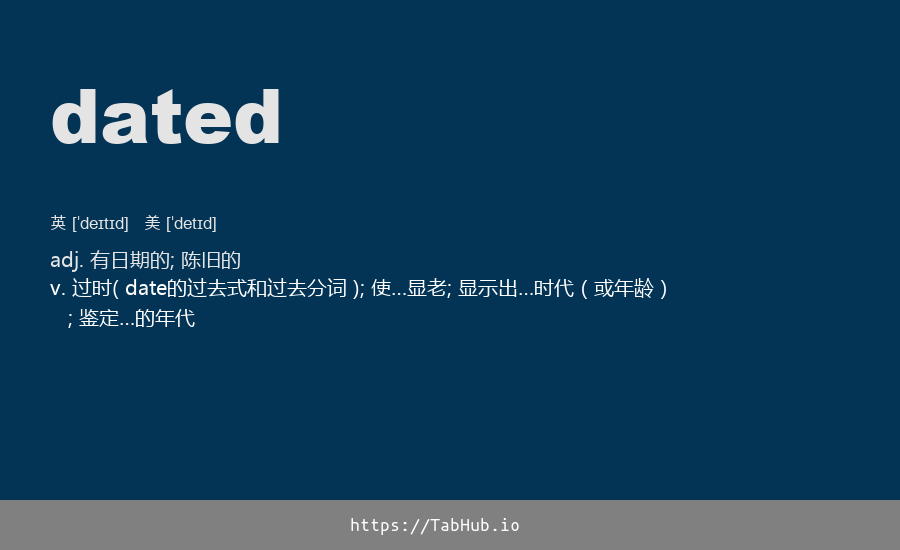 dated
英 ['deɪtɪd] 美 ['detɪd]
adj. 有日期的; 陈旧的
v. 过时( date的过去式和过去分词 ); 使…显老; 显示出…时代 ( 或年龄 )
; 鉴定…的年代
https://TabHub.io